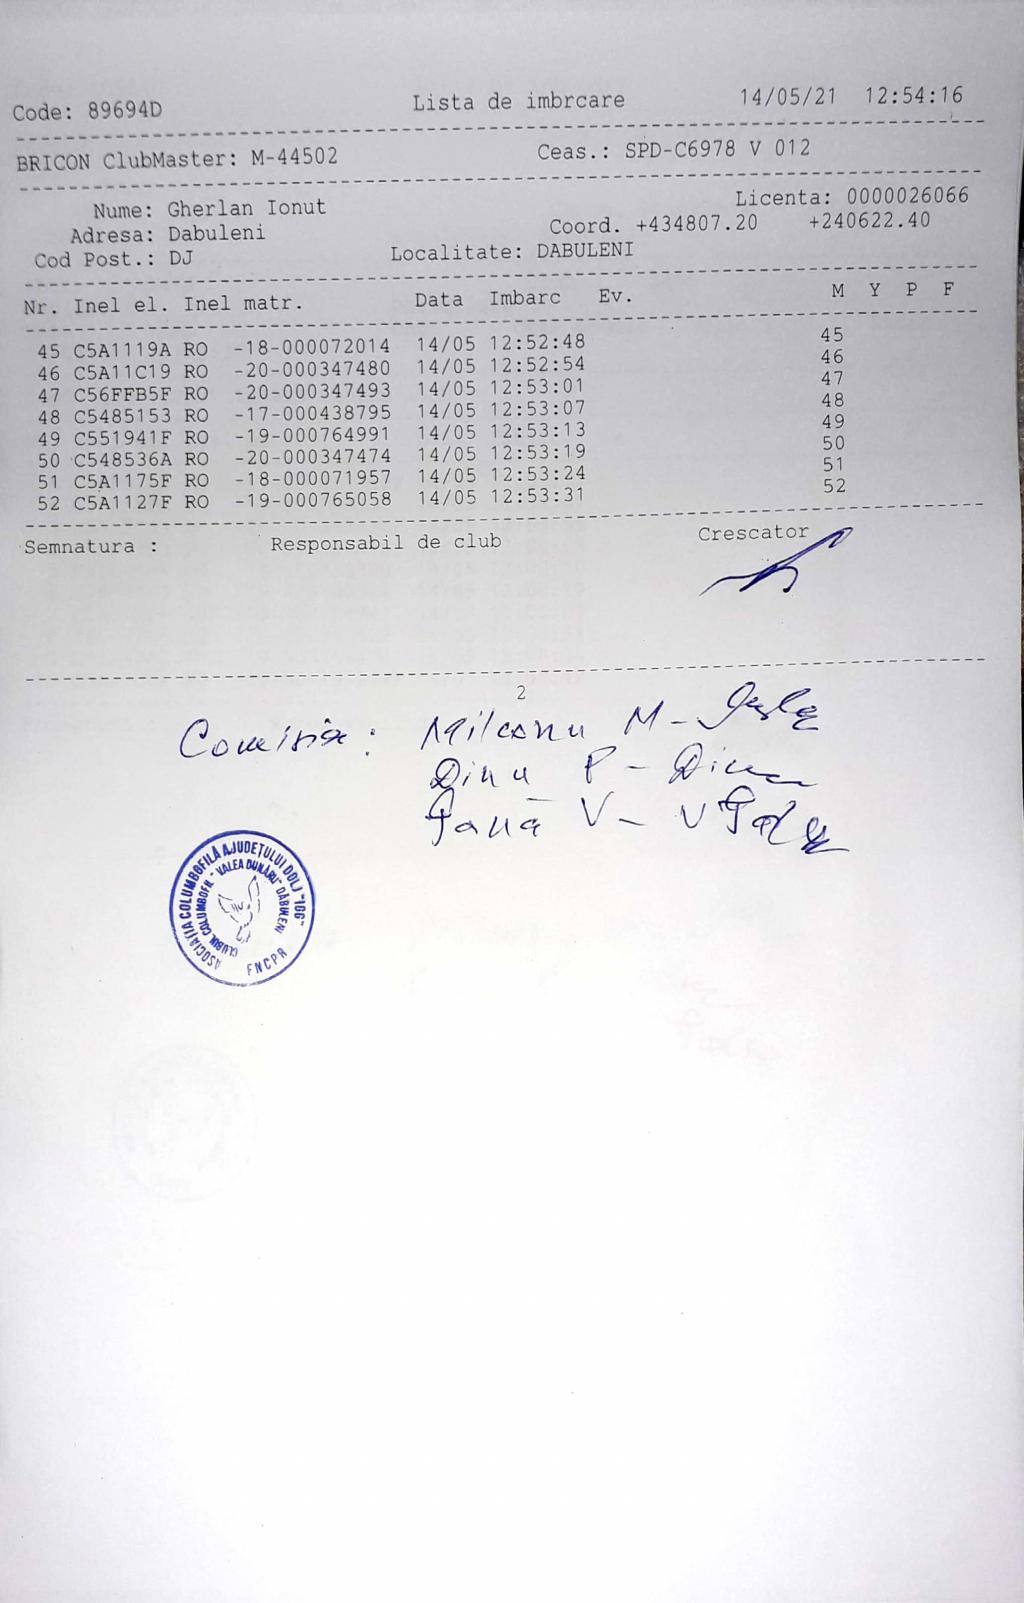 Code: 89694D Lista de imbrcare 14/05/21 12:54:16
BRICON ClubMaster: M-44502 Ceas.: SPD-C6978 V 012
Nume: Gherlan Ionut Licenta: 0000026066
Adresa: Dabuleni Coord. +434807.20 +240622.40
Cod Post.: DJ Localitate: DABULENI
Nr. Inel el. Inel matr. Data Imbarc Ev. M Y P F
45 C5A1119A RO -18-000072014 14/05 12:52:48 45
46 C5A11C19 RO -20-000347480 14/05 12:52:54 46
47 C56FFB5F RO -20-000347493 14/05 12:53:01 47
48 C5485153 RO -17-000438795 14/05 12:53:07 48
49 C551941F RO -19-000764991 14/05 12:53:13 49
50 C548536A RO -20-000347474 14/05 12:53:19 50
51 C5A1175F RO -18-000071957 14/05 12:53:24 51
52 C5A1127F RO -19-000765058 14/05 12:53:31 52
Semnatura : Responsabil de club Crescator
2
Comisia: Milcanu M -
Dinu P - Dinu
Pană V -
ASOCIAȚIA COLUMBOFILĂ A JUDEȚULUI DOLJ "IGG"
CLUBUL COLUMBOFIL "VALEA DUNĂRII" DĂBULENI
FNCPR